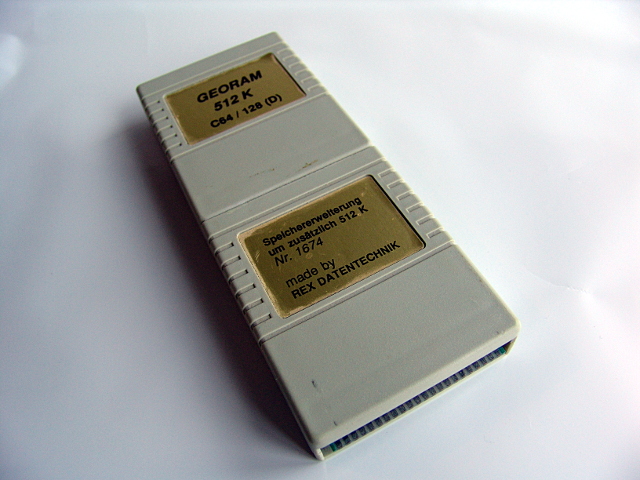 GEORAM
512 K
C64 / 128 (D)
Speichererweiterung
um zusätzlich 512 K
Nr. 1674
made by
REX DATENTECHNIK